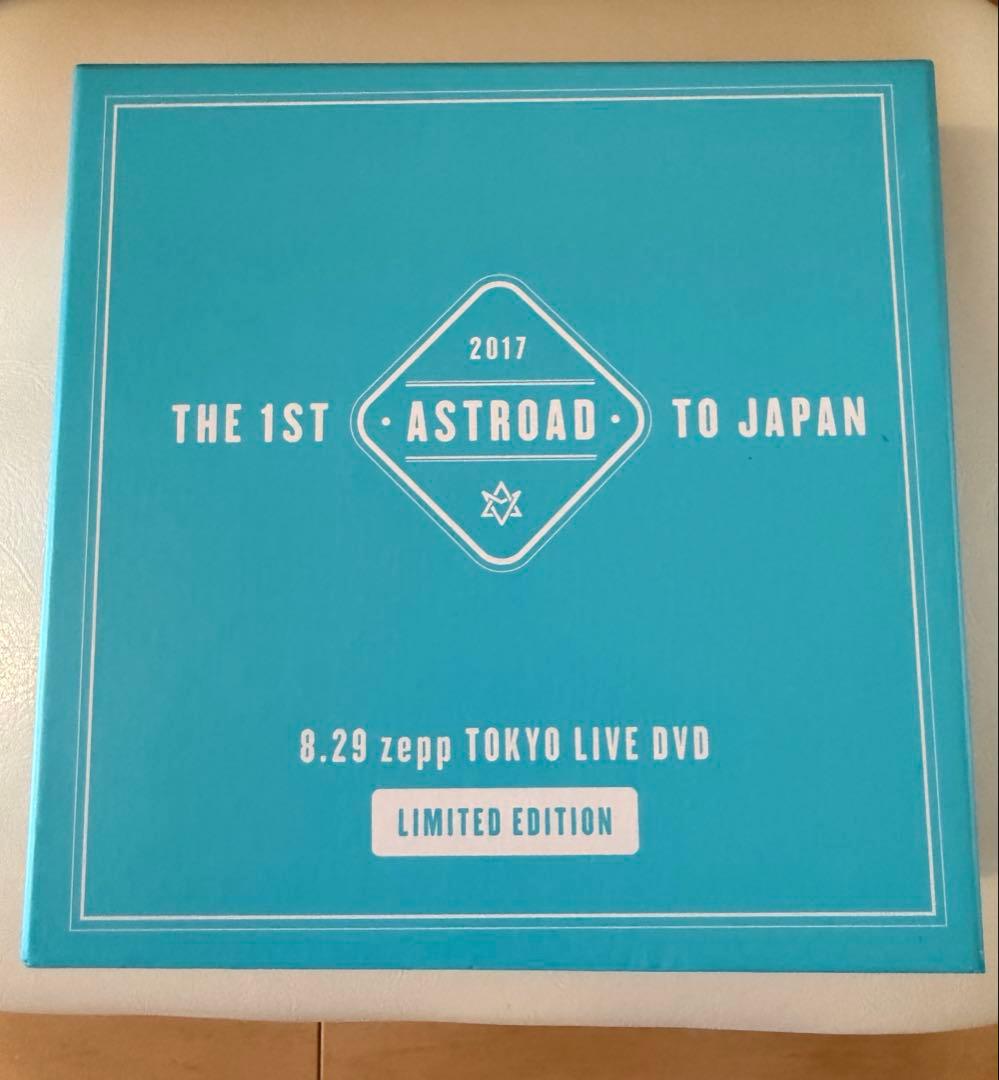 2017
THE 1ST · ASTROAD · TO JAPAN
8.29 zepp TOKYO LIVE DVD
LIMITED EDITION